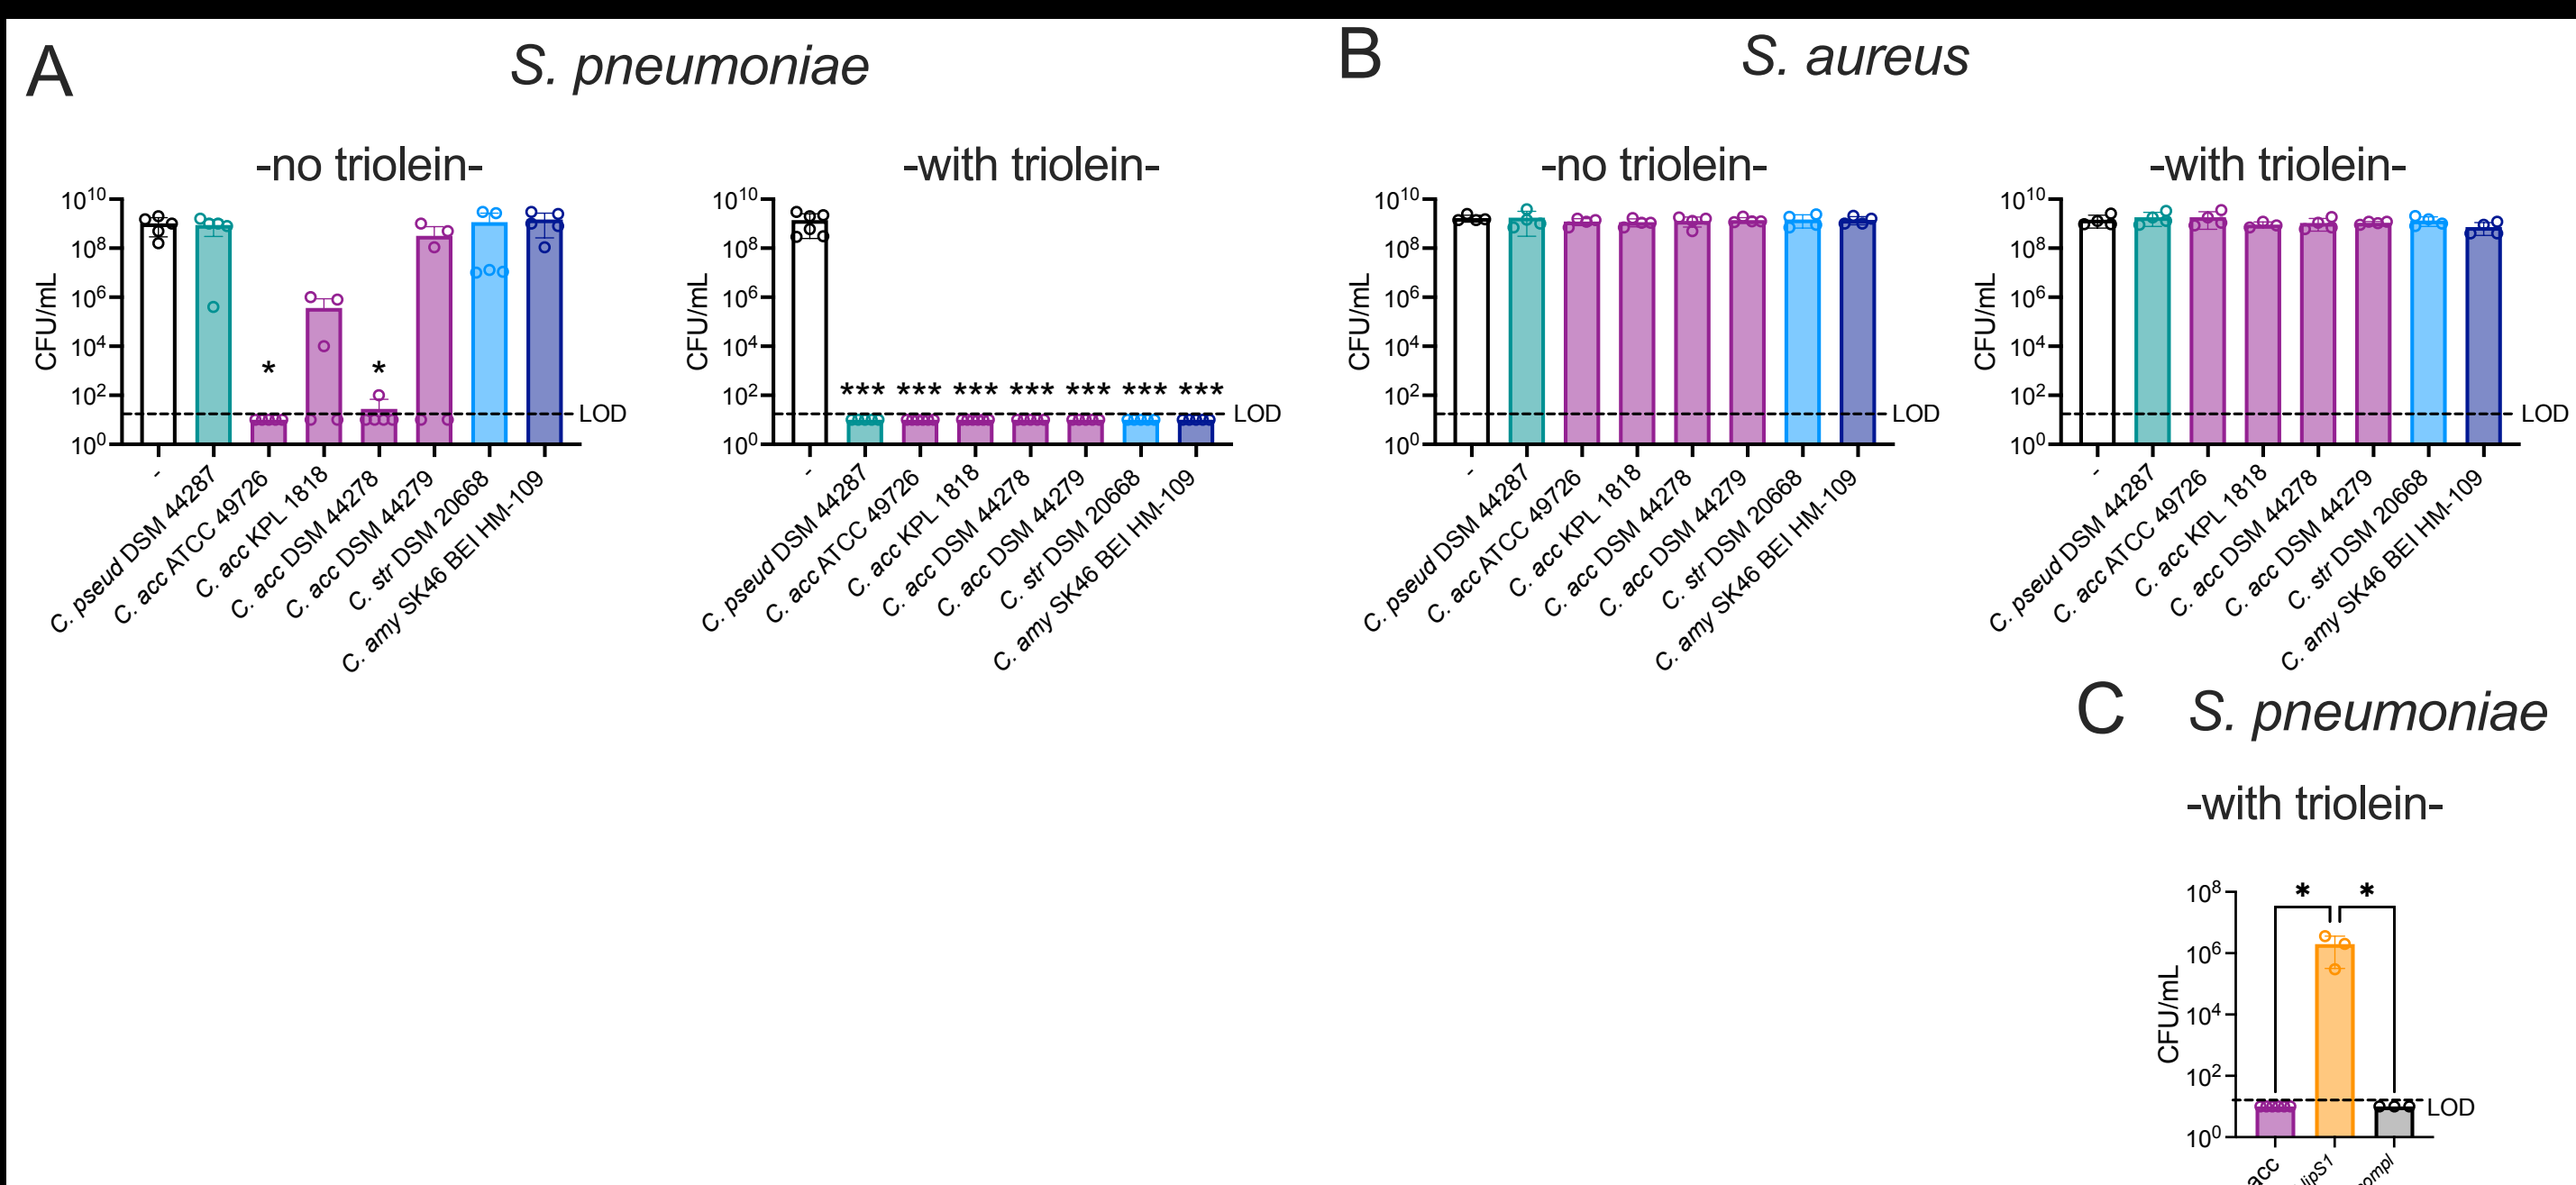 A
S. pneumoniae
-no triolein-
CFU/mL
10^10
10^8
10^6
10^4
10^2
10^0
*
*
LOD
-
C. pseud DSM 44287
C. acc ATCC 49726
C. acc KPL 1818
C. acc DSM 44278
C. acc DSM 44279
C. str DSM 20668
C. amy SK46 BEI HM-109
-with triolein-
CFU/mL
10^10
10^8
10^6
10^4
10^2
10^0
*** *** *** *** *** *** ***
LOD
-
C. pseud DSM 44287
C. acc ATCC 49726
C. acc KPL 1818
C. acc DSM 44278
C. acc DSM 44279
C. str DSM 20668
C. amy SK46 BEI HM-109
B
S. aureus
-no triolein-
CFU/mL
10^10
10^8
10^6
10^4
10^2
10^0
LOD
-
C. pseud DSM 44287
C. acc ATCC 49726
C. acc KPL 1818
C. acc DSM 44278
C. acc DSM 44279
C. str DSM 20668
C. amy SK46 BEI HM-109
-with triolein-
CFU/mL
10^10
10^8
10^6
10^4
10^2
10^0
LOD
-
C. pseud DSM 44287
C. acc ATCC 49726
C. acc KPL 1818
C. acc DSM 44278
C. acc DSM 44279
C. str DSM 20668
C. amy SK46 BEI HM-109
C
S. pneumoniae
-with triolein-
CFU/mL
10^8
10^6
10^4
10^2
10^0
* *
LOD
acc
lipS1
compl